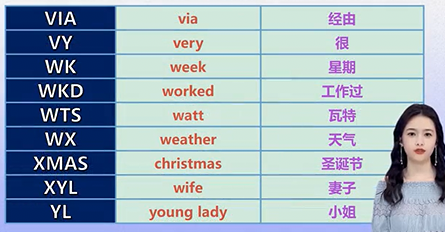 VIA via 经由
VY very 很
WK week 星期
WKD worked 工作过
WTS watt 瓦特
WX weather 天气
XMAS christmas 圣诞节
XYL wife 妻子
YL young lady 小姐